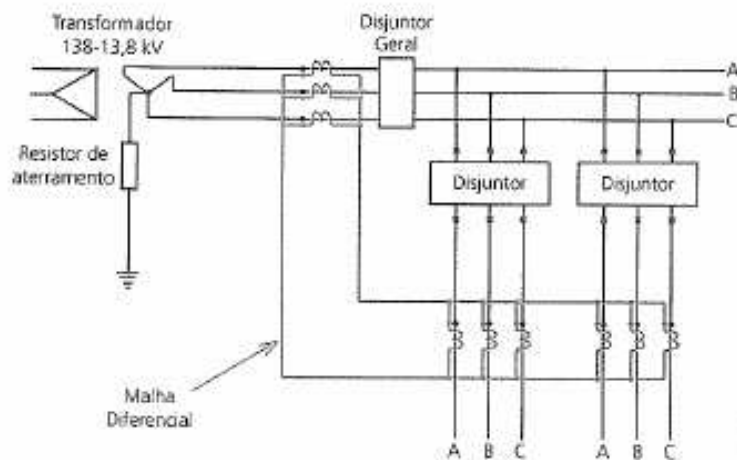 Transformador
138-13,8 kV
Disjuntor
Geral
A
B
C
Resistor de
aterramento
Disjuntor
Disjuntor
Malha
Diferencial
A B C A B C